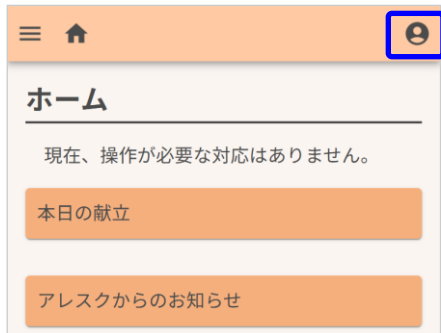 ホーム
現在、操作が必要な対応はありません。
本日の献立
アレスクからのお知らせ